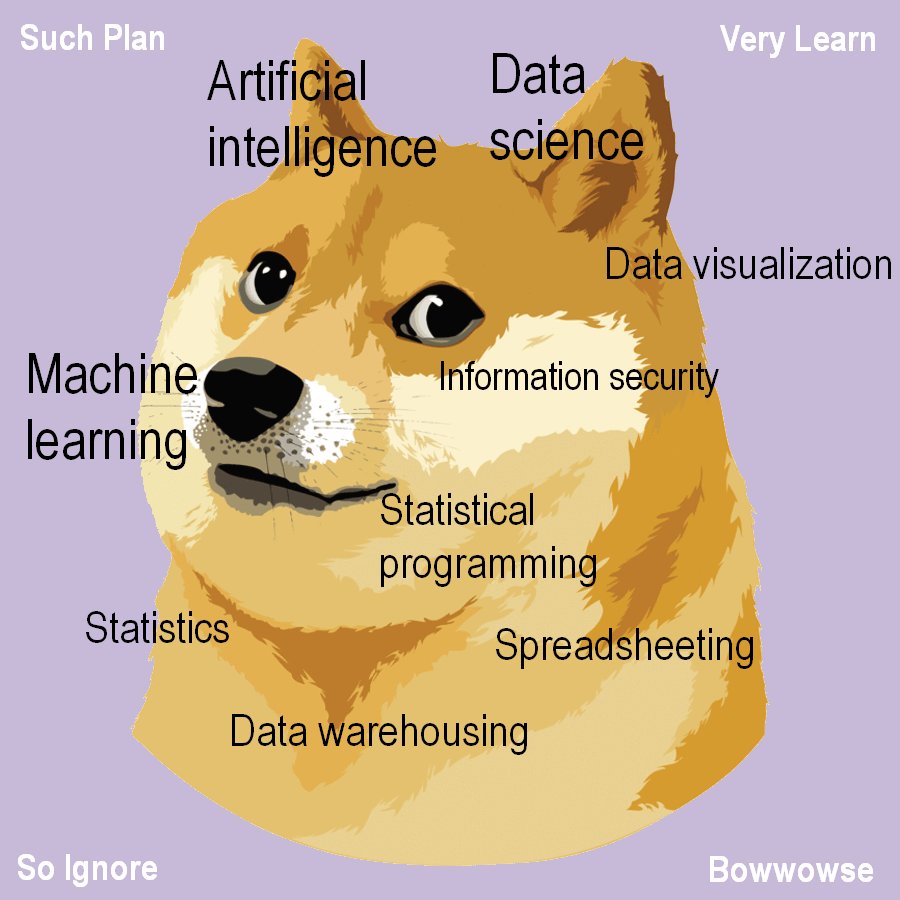 Such Plan
Very Learn
Artificial
intelligence
Data
science
Data visualization
Machine
learning
Information security
Statistical
programming
Statistics
Spreadsheeting
Data warehousing
So Ignore
Bowwowse